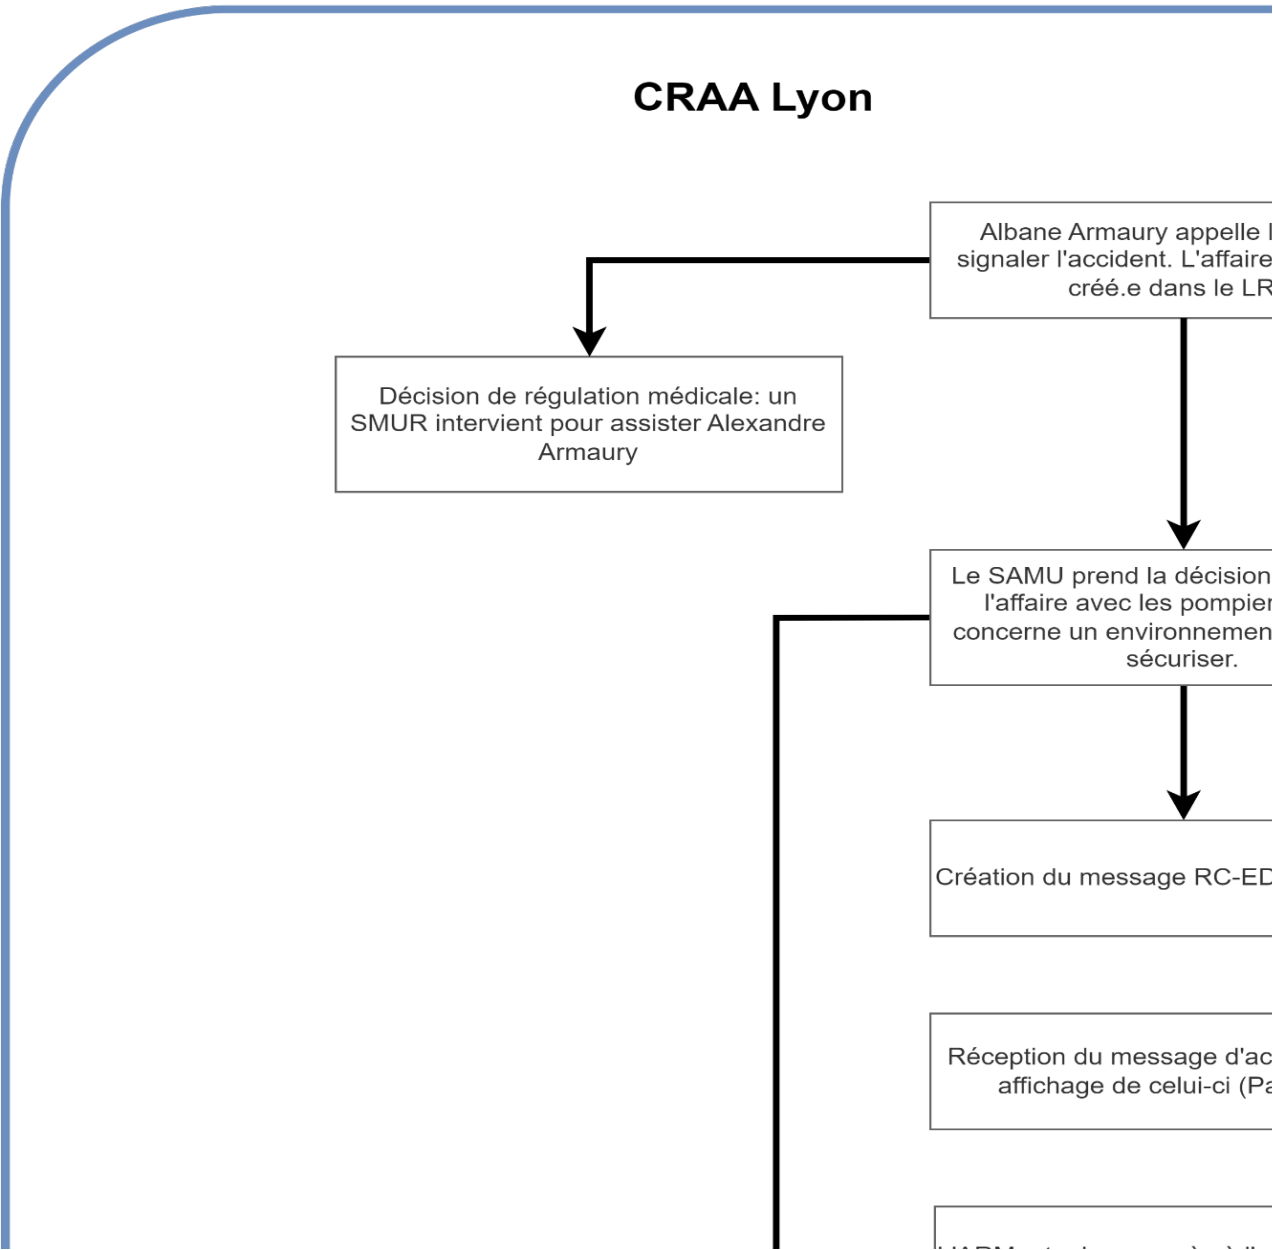 CRAA Lyon
Albane Armaury appelle
signaler l'accident. L'affaire
créé.e dans le LR
Décision de régulation médicale: un
SMUR intervient pour assister Alexandre
Armaury
Le SAMU prend la décision
l'affaire avec les pompier
concerne un environnemen
sécuriser.
Création du message RC-ED
Réception du message d'ac
affichage de celui-ci (Pa